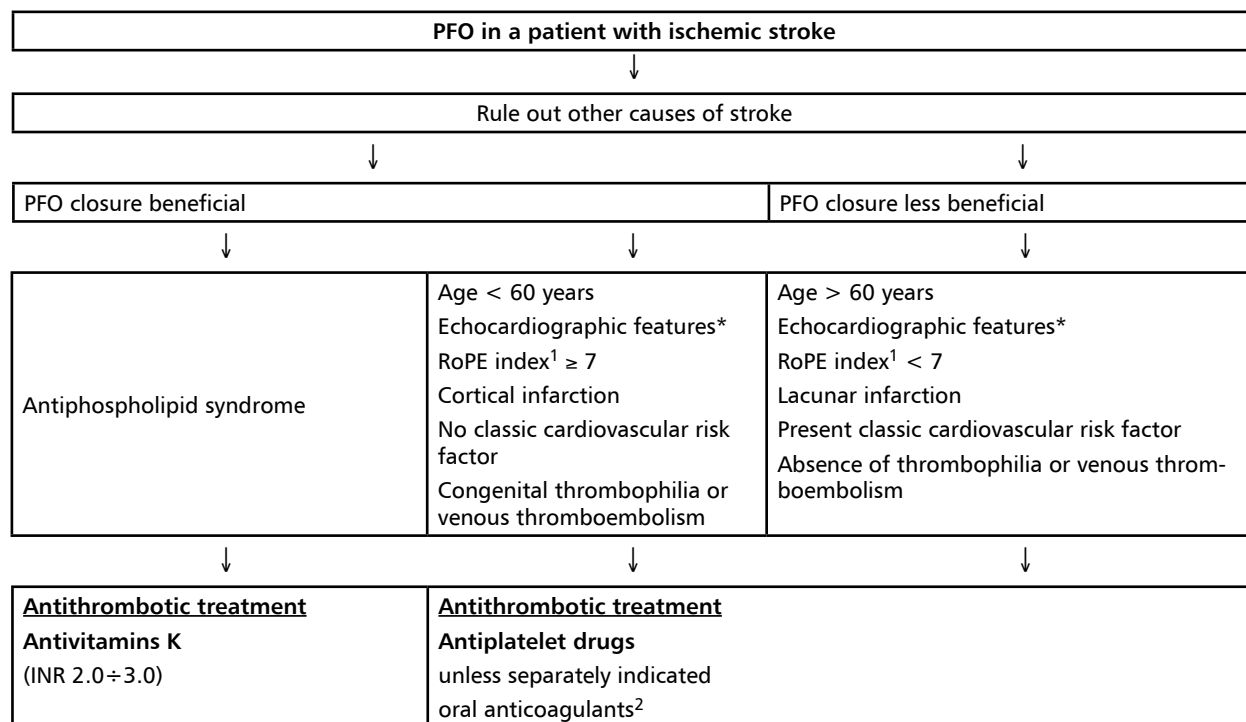 PFO in a patient with ischemic stroke
↓
Rule out other causes of stroke
↓ ↓
PFO closure beneficial
PFO closure less beneficial
↓ ↓ ↓
Antiphospholipid syndrome
Age < 60 years
Echocardiographic features*
RoPE index¹ ≥ 7
Cortical infarction
No classic cardiovascular risk
factor
Congenital thrombophilia or
venous thromboembolism
Age > 60 years
Echocardiographic features*
RoPE index¹ < 7
Lacunar infarction
Present classic cardiovascular risk factor
Absence of thrombophilia or venous throm-
boembolism
↓ ↓ ↓
Antithrombotic treatment
Antivitamins K
(INR 2.0÷3.0)
Antithrombotic treatment
Antiplatelet drugs
unless separately indicated
oral anticoagulants²